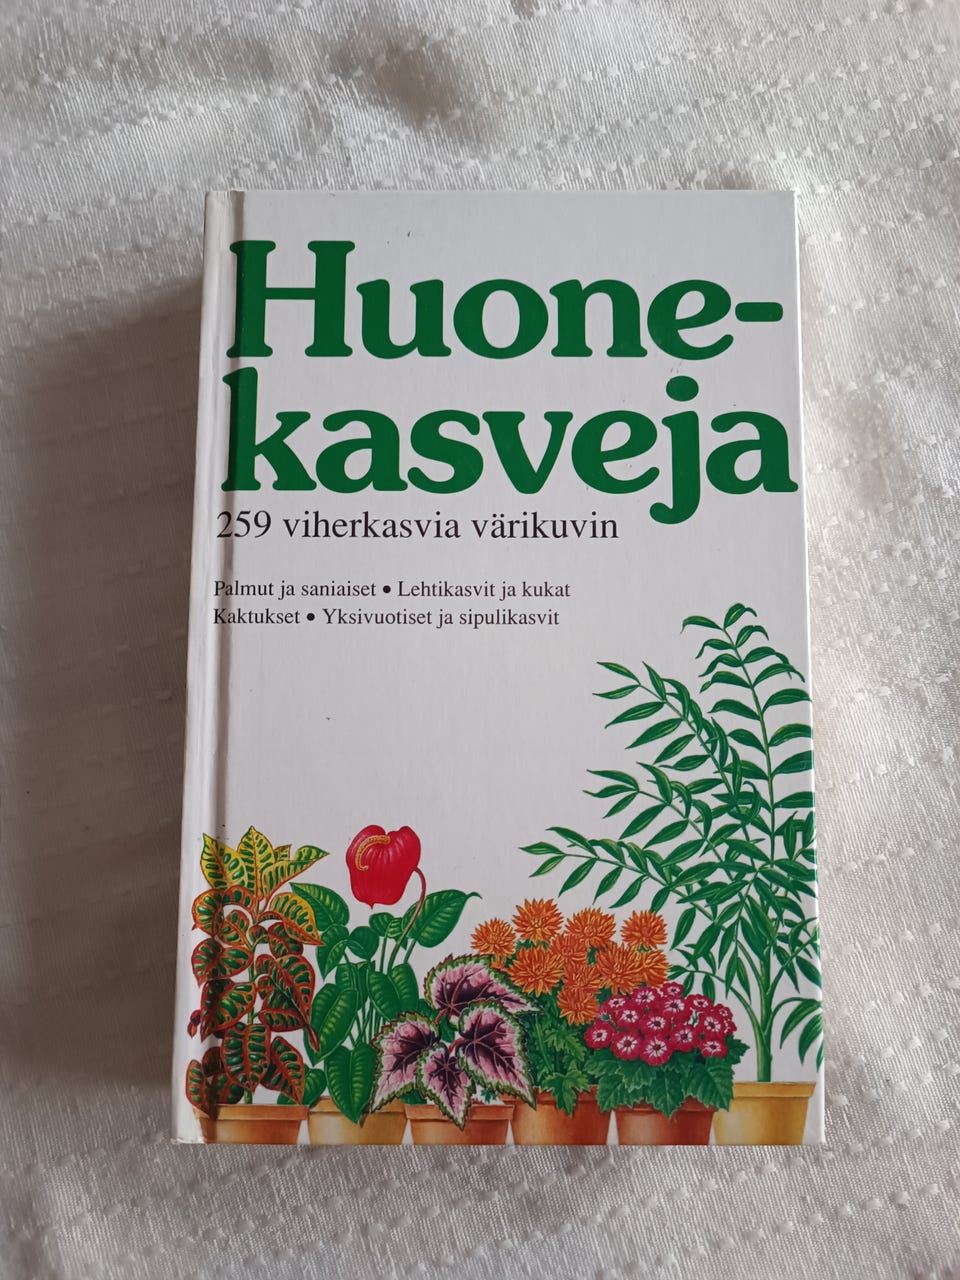 Huone-
kasveja
259 viherkasvia värikuvin
Palmut ja saniaiset • Lehtikasvit ja kukat
Kaktukset • Yksivuotiset ja sipulikasvit